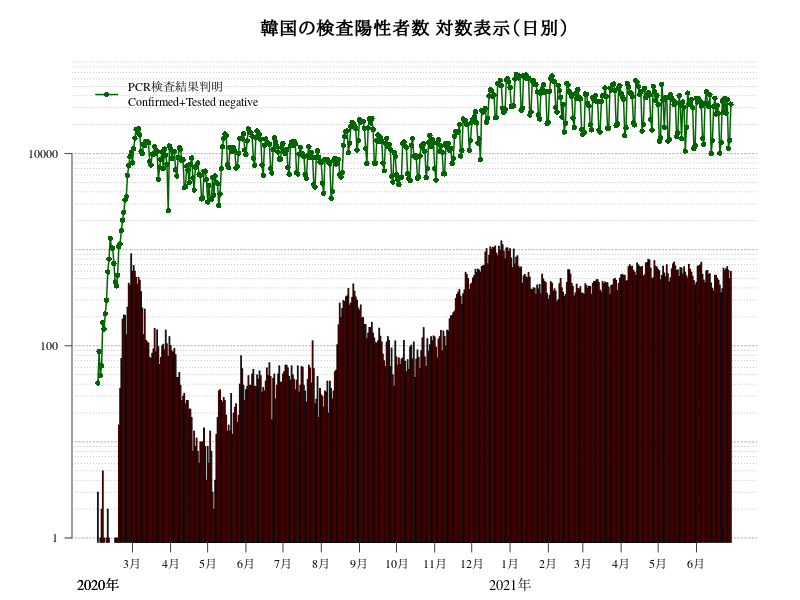 韓国の検査陽性者数 対数表示（日別）
PCR検査結果判明
Confirmed+Tested negative
10000
100
1
3月 4月 5月 6月 7月 8月 9月 10月 11月 12月 1月 2月 3月 4月 5月 6月
2020年 2021年